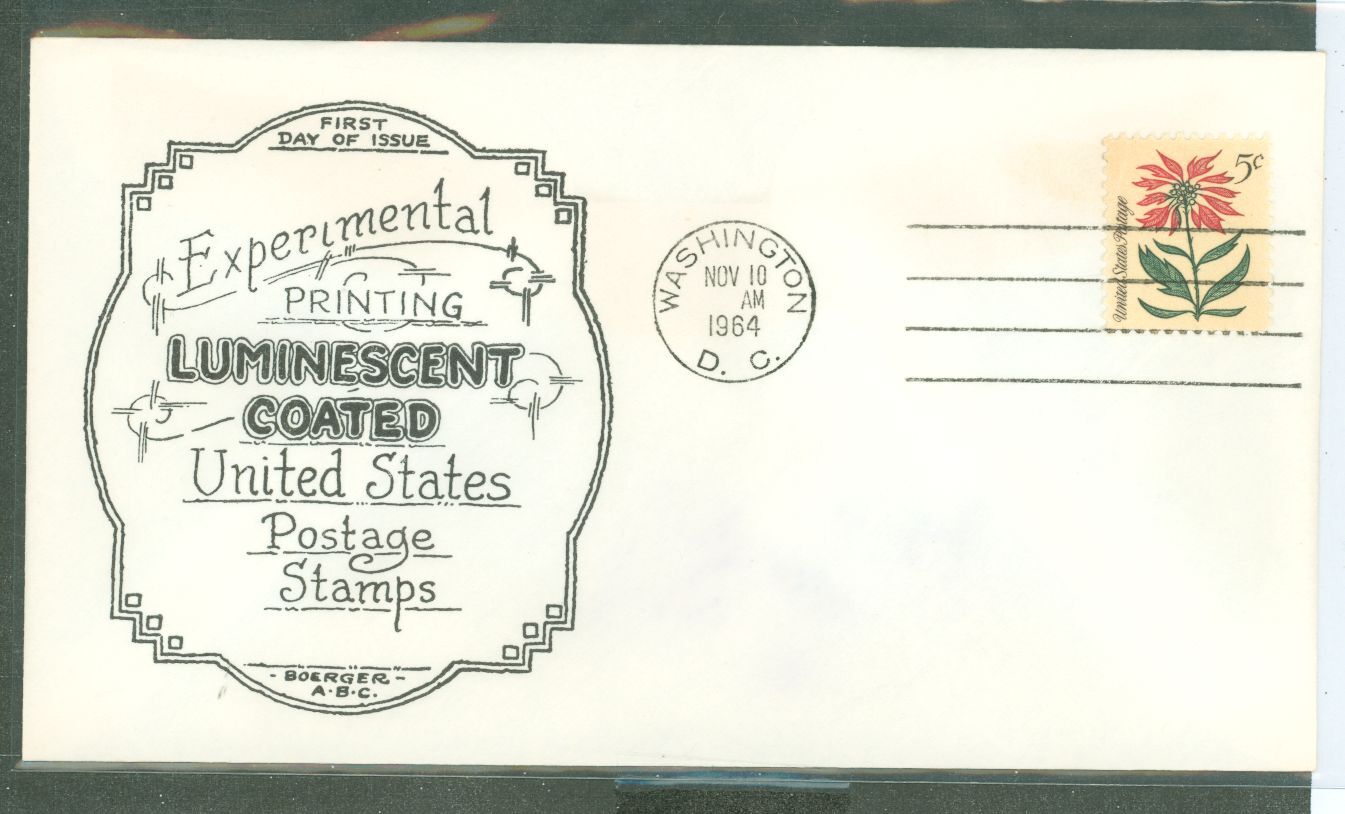 FIRST
DAY OF ISSUE
Experimental
PRINTING
LUMINESCENT
COATED
United States
Postage
Stamps
- BOERGER -
A·B·C·
WASHINGTON
NOV 10
AM
1964
D. C.
5c
United States Postage